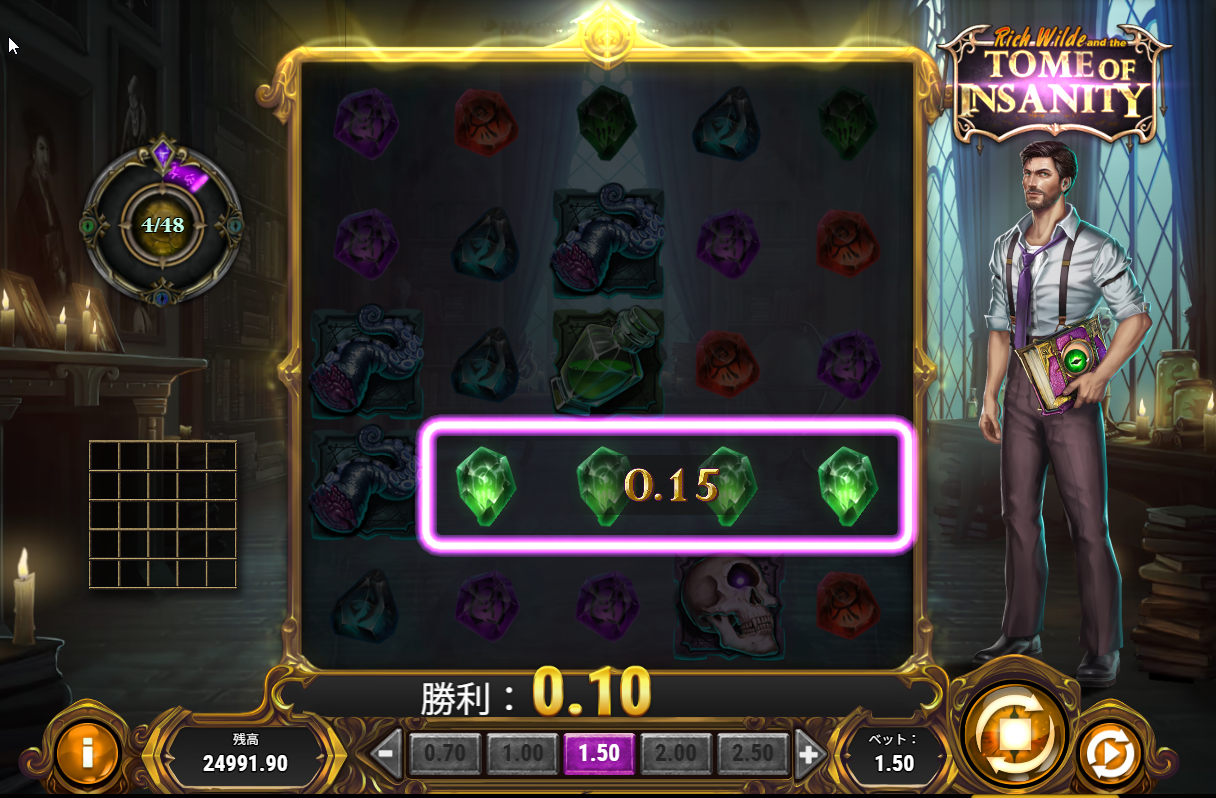 Rich Wilde and the
TOME OF
INSANITY
4/48
0.15
勝利：0.10
残高
24991.90
0.70 1.00 1.50 2.00 2.50
ベット：
1.50